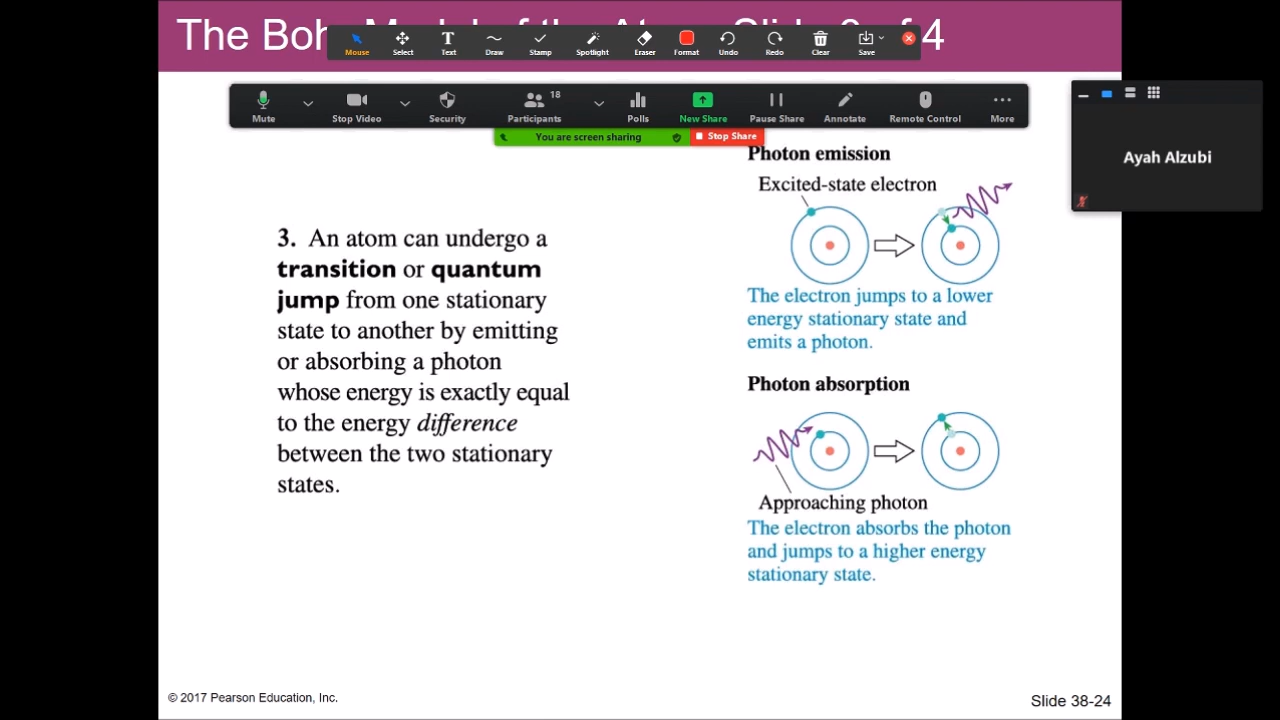 The Boh
4
Mouse Select Text Draw Stamp Spotlight Eraser Format Undo Redo Clear Save
Mute Stop Video Security Participants 18 Polls New Share Pause Share Annotate Remote Control More
You are screen sharing Stop Share
Ayah Alzubi
3. An atom can undergo a
transition or quantum
jump from one stationary
state to another by emitting
or absorbing a photon
whose energy is exactly equal
to the energy difference
between the two stationary
states.
Photon emission
Excited-state electron
The electron jumps to a lower
energy stationary state and
emits a photon.
Photon absorption
Approaching photon
The electron absorbs the photon
and jumps to a higher energy
stationary state.
© 2017 Pearson Education, Inc.
Slide 38-24